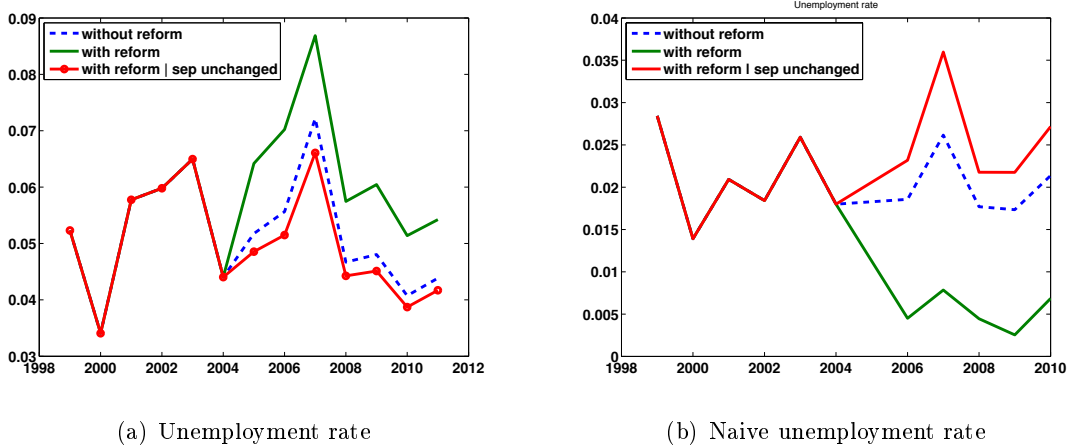 0.09
0.08
0.07
0.06
0.05
0.04
0.03
1998 2000 2002 2004 2006 2008 2010 2012
without reform
with reform
with reform | sep unchanged
(a) Unemployment rate
Unemployment rate
0.04
0.035
0.03
0.025
0.02
0.015
0.01
0.005
0
1998 2000 2002 2004 2006 2008 2010
without reform
with reform
with reform | sep unchanged
(b) Naive unemployment rate